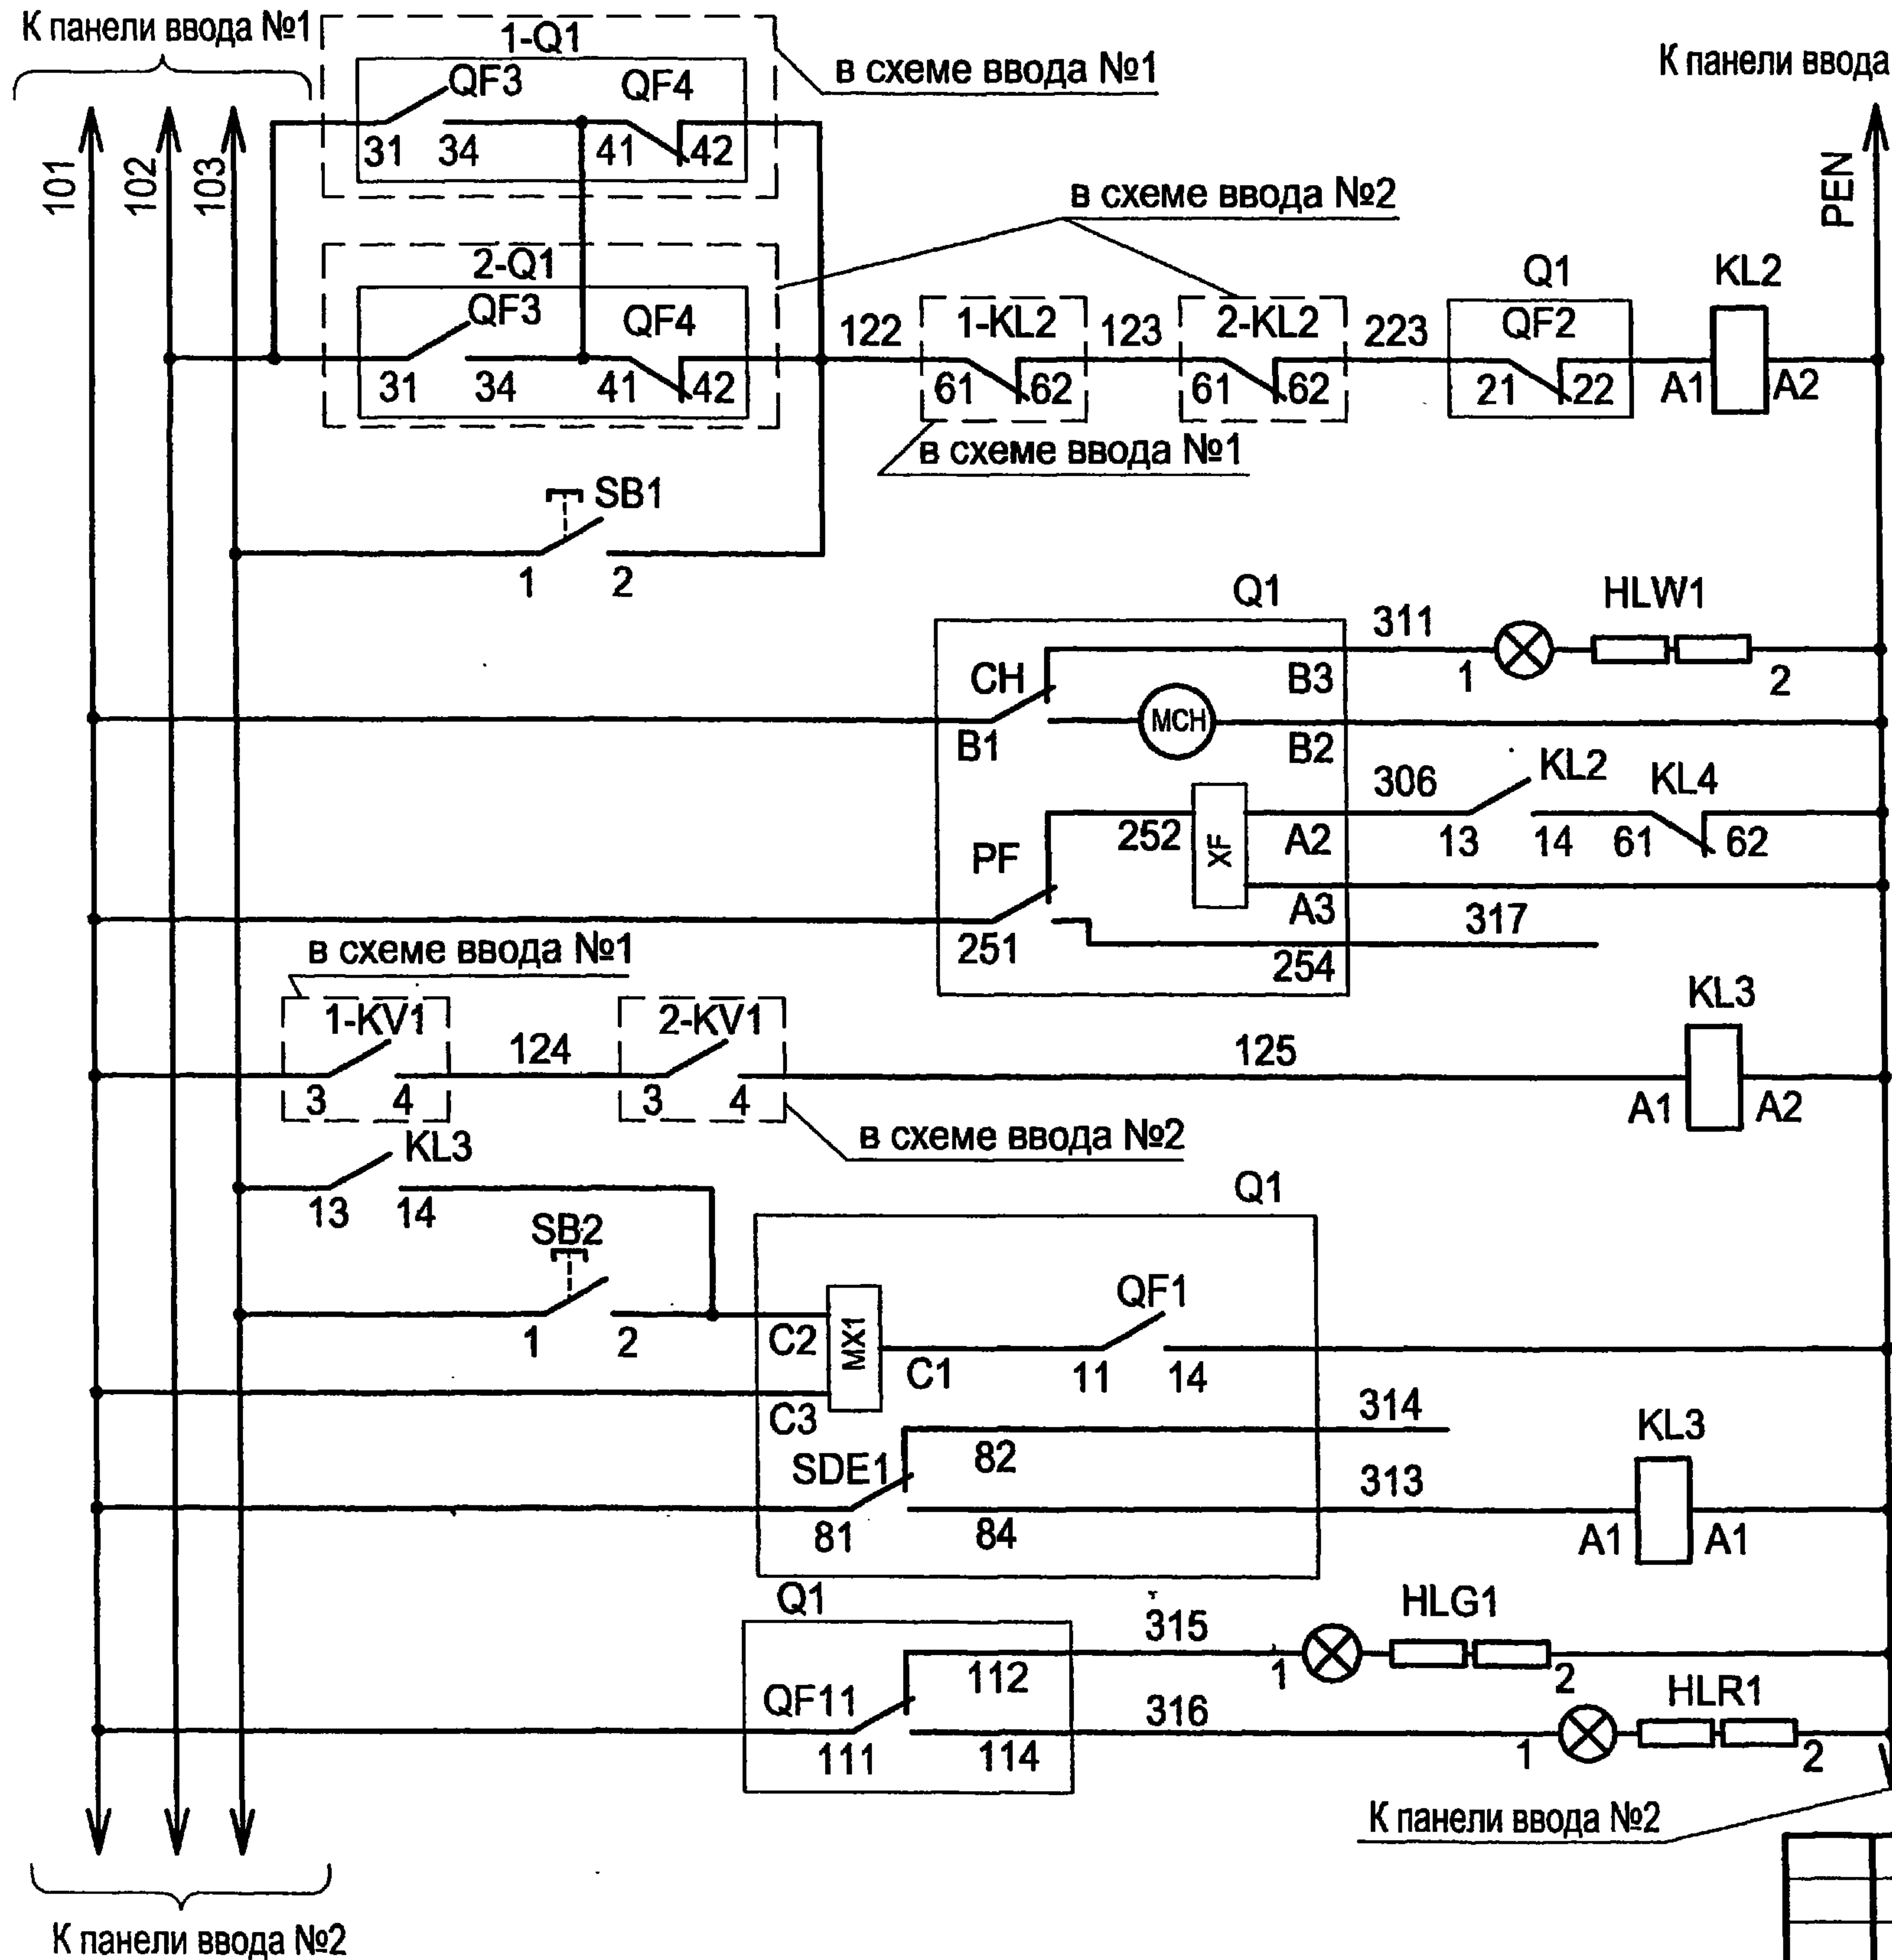 К панели ввода №1
1-Q1
в схеме ввода №1
К панели ввода
QF3
QF4
31
34
41
42
101
102
103
PEN
в схеме ввода №2
2-Q1
QF3
QF4
31
34
41
42
122
1-KL2
61
62
123
2-KL2
61
62
223
Q1
QF2
21
22
KL2
A1
A2
в схеме ввода №1
SB1
1
2
Q1
CH
B1
MCH
B3
B2
311
HLW1
1
2
PF
251
252
XF
A2
A3
254
306
KL2
13
14
KL4
61
62
317
в схеме ввода №1
1-KV1
3
4
124
2-KV1
3
4
125
KL3
A1
A2
в схеме ввода №2
KL3
13
14
SB2
1
2
Q1
C2
MX1
C1
C3
QF1
11
14
SDE1
81
82
84
314
313
KL3
A1
A1
Q1
QF11
111
112
114
315
HLG1
1
2
316
HLR1
1
2
К панели ввода №2
К панели ввода №2